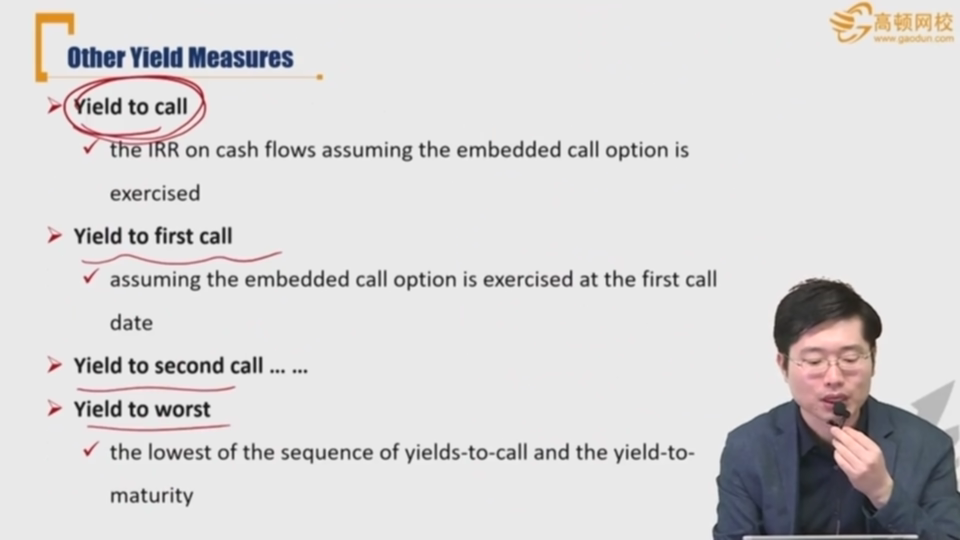 Other Yield Measures
高顿网校
www.gaodun.com
Yield to call
the IRR on cash flows assuming the embedded call option is
exercised
Yield to first call
assuming the embedded call option is exercised at the first call
date
Yield to second call ... ...
Yield to worst
the lowest of the sequence of yields-to-call and the yield-to-
maturity